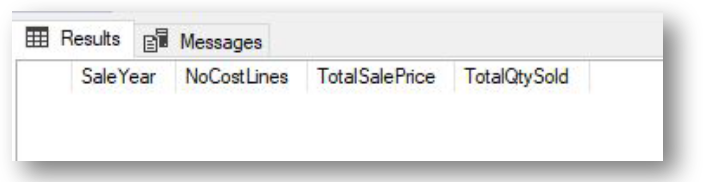 Results Messages
SaleYear NoCostLines TotalSalePrice TotalQtySold